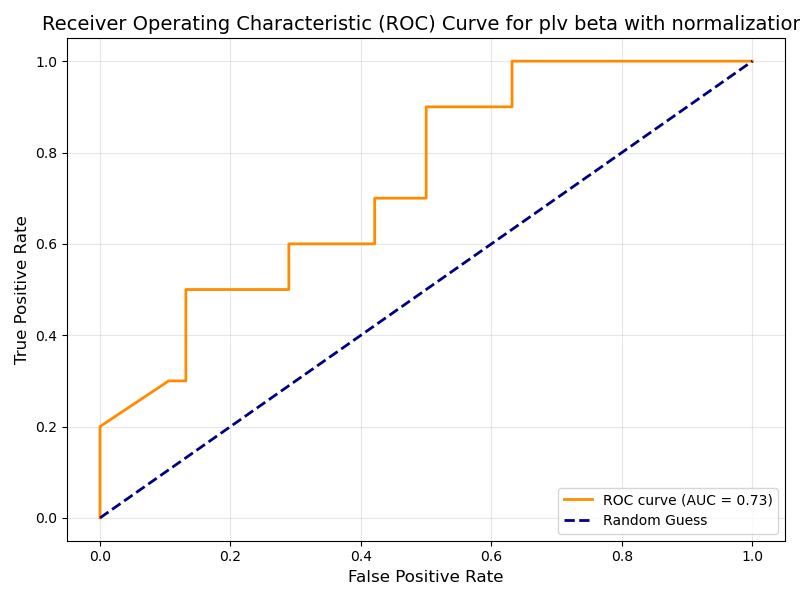 Receiver Operating Characteristic (ROC) Curve for plv beta with normalization
True Positive Rate
1.0
0.8
0.6
0.4
0.2
0.0
ROC curve (AUC = 0.73)
Random Guess
0.0 0.2 0.4 0.6 0.8 1.0
False Positive Rate